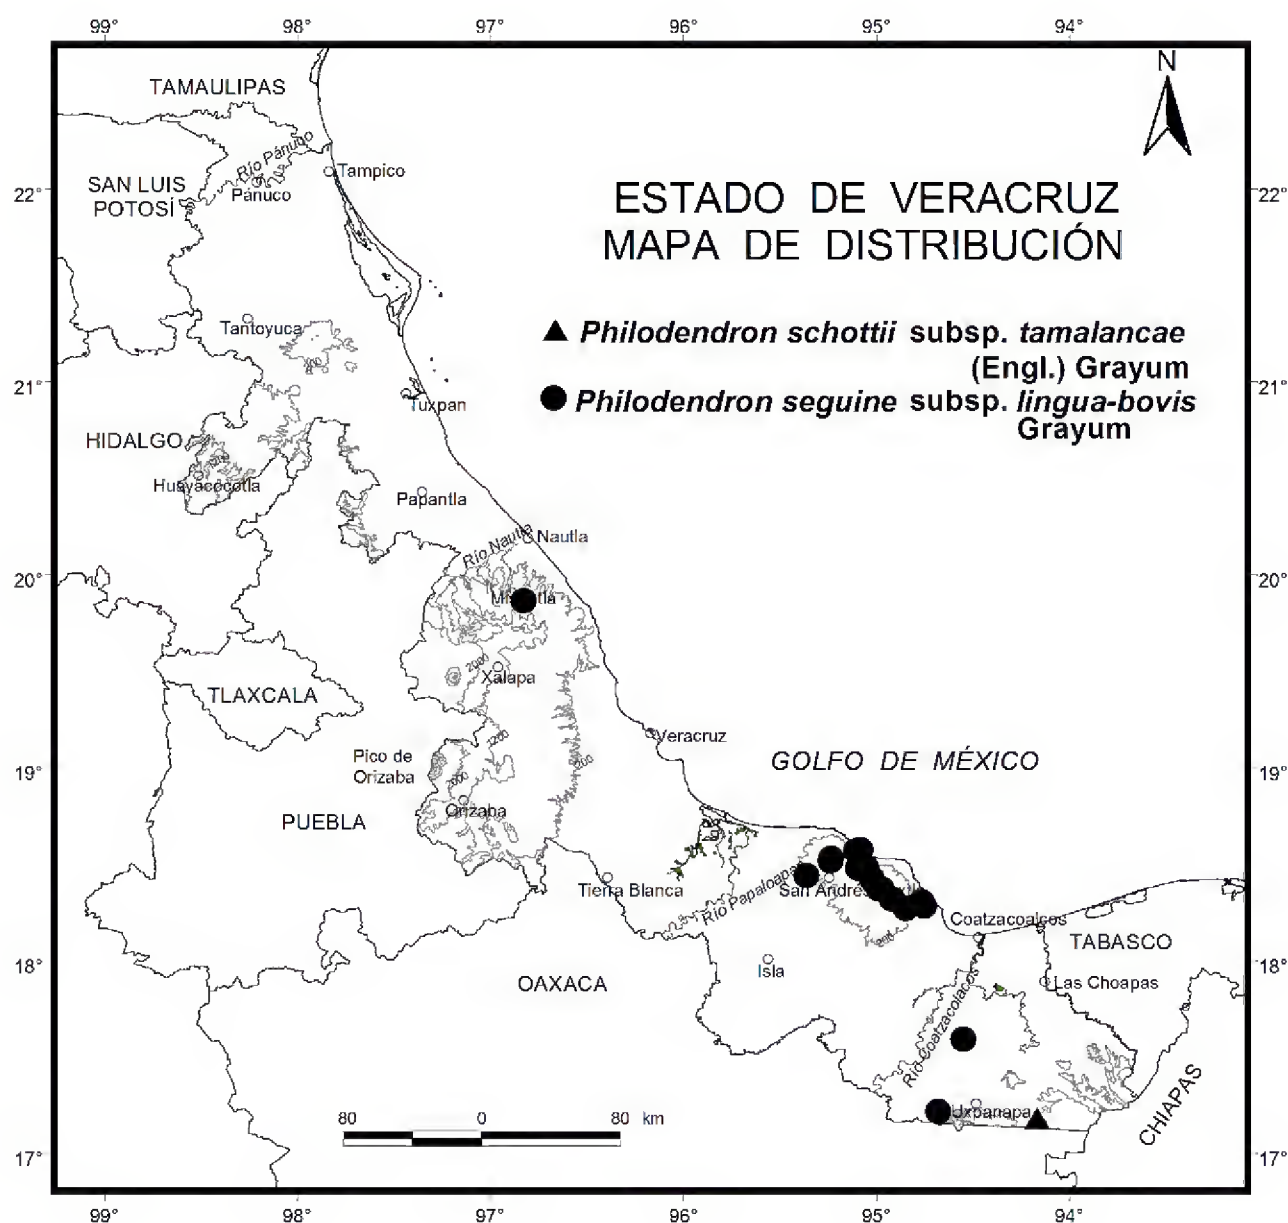 99° 98° 97° 96° 95° 94°
N
TAMAULIPAS
Río Pánuco
Tampico
SAN LUIS
POTOSÍ
Pánuco
22° 22°
ESTADO DE VERACRUZ
MAPA DE DISTRIBUCIÓN
Tantoyuca
Philodendron schottii subsp. tamalancae
(Engl.) Grayum
21° 21°
Philodendron seguine subsp. lingua-bovis
Grayum
Tuxpan
HIDALGO
Huayacocotla
Papantla
Río Nautla
Nautla
20° 20°
2000
Xalapa
TLAXCALA
Veracruz
1200
Pico de
Orizaba
GOLFO DE MÉXICO
19° 19°
Orizaba
PUEBLA
Tierra Blanca
Río Papaloapan
San Andrés
Coatzacoalcos
TABASCO
18° 18°
Isla
OAXACA
Las Choapas
Río Coatzacoalcos
Uxpanapa
CHIAPAS
80 0 80 km
17° 17°
99° 98° 97° 96° 95° 94°